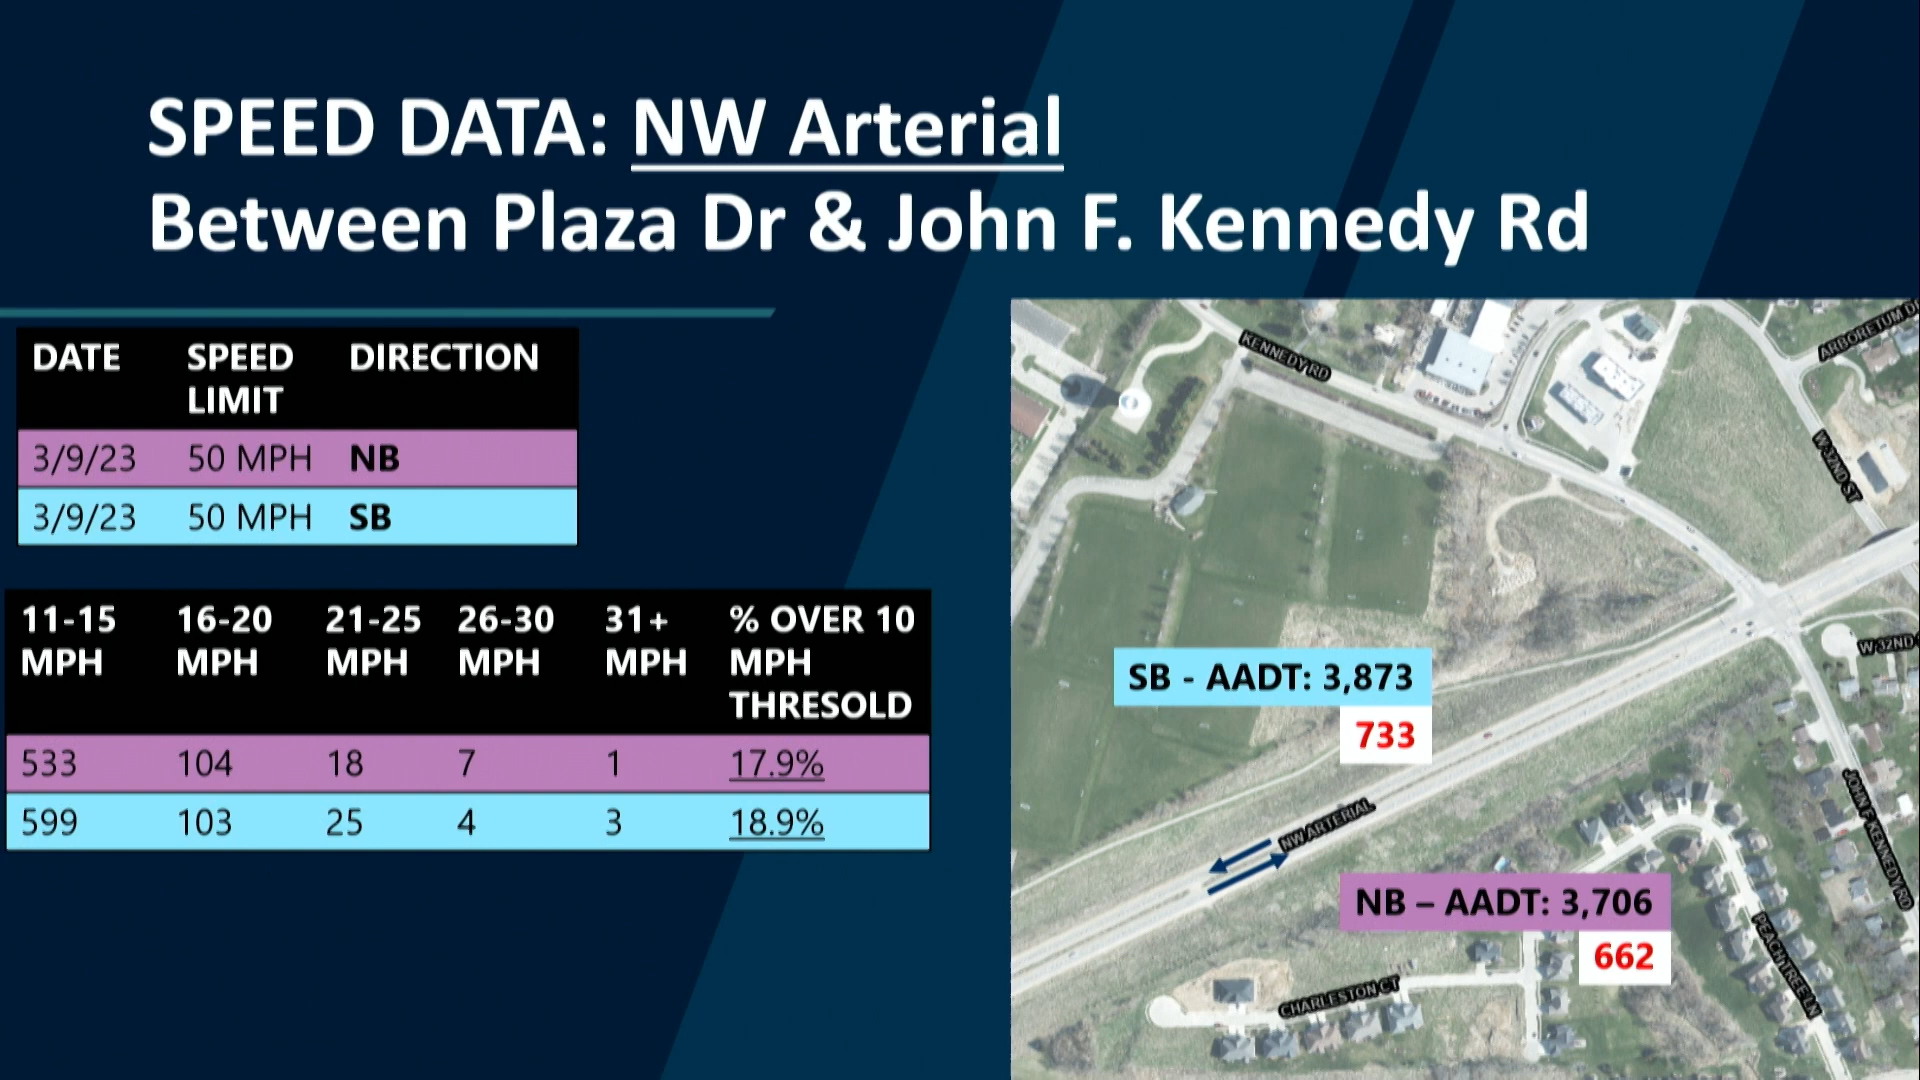 SPEED DATA: NW Arterial
Between Plaza Dr & John F. Kennedy Rd
DATE SPEED LIMIT DIRECTION
3/9/23 50 MPH NB
3/9/23 50 MPH SB
11-15 MPH 16-20 MPH 21-25 MPH 26-30 MPH 31+ MPH % OVER 10 MPH THRESOLD
533 104 18 7 1 17.9%
599 103 25 4 3 18.9%
KENNEDY RD
ARBORETUM DR
W 32ND ST
W 32ND
SB - AADT: 3,873
733
NW ARTERIAL
JOHN F KENNEDY RD
NB – AADT: 3,706
662
PEACHTREE LN
CHARLESTON CT